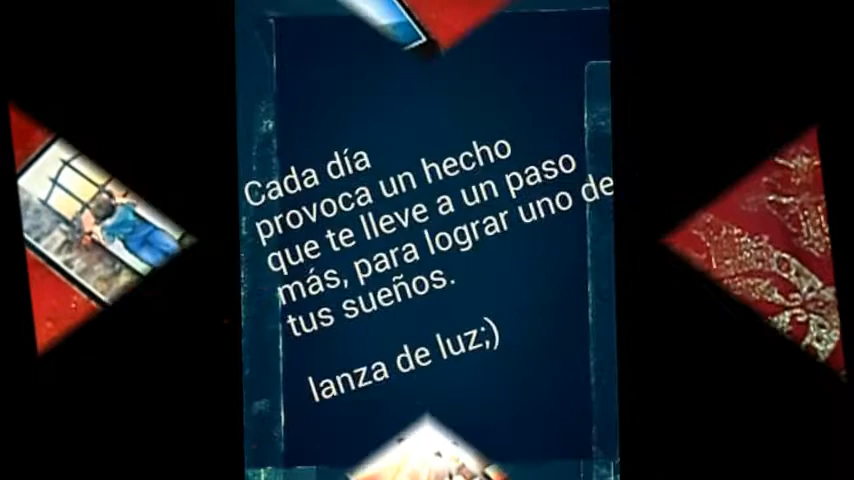 Cada día
provoca un hecho
que te lleve a un paso
más, para lograr uno de
tus sueños.
lanza de luz;)